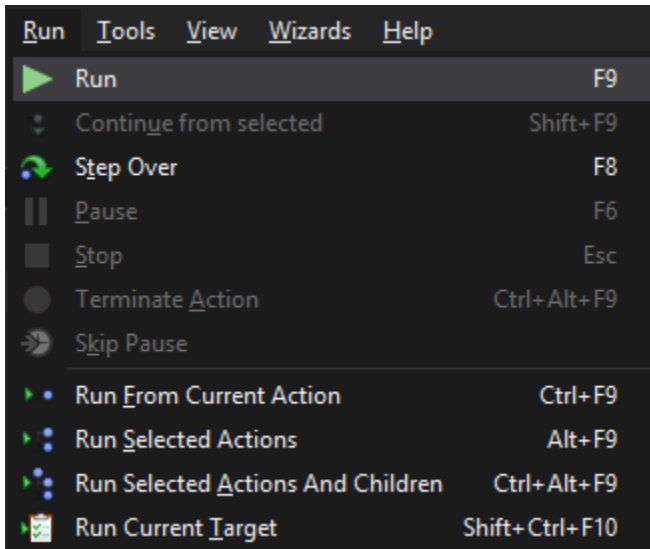 Run Tools View Wizards Help
Run F9
Continue from selected Shift+F9
Step Over F8
Pause F6
Stop Esc
Terminate Action Ctrl+Alt+F9
Skip Pause
Run From Current Action Ctrl+F9
Run Selected Actions Alt+F9
Run Selected Actions And Children Ctrl+Alt+F9
Run Current Target Shift+Ctrl+F10